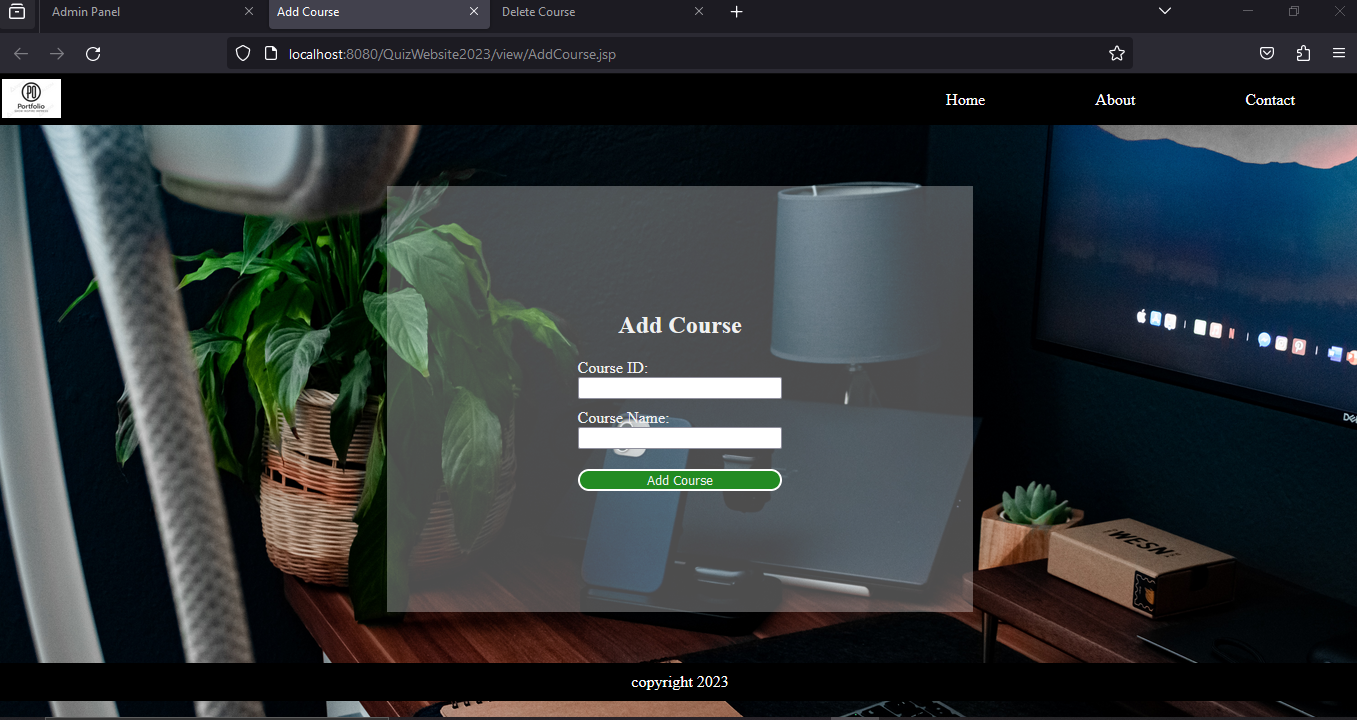 Admin Panel
Add Course
Delete Course
localhost:8080/QuizWebsite2023/view/AddCourse.jsp
PO
Portfolio
Home
About
Contact
Add Course
Course ID:
Course Name:
Add Course
WESN
copyright 2023